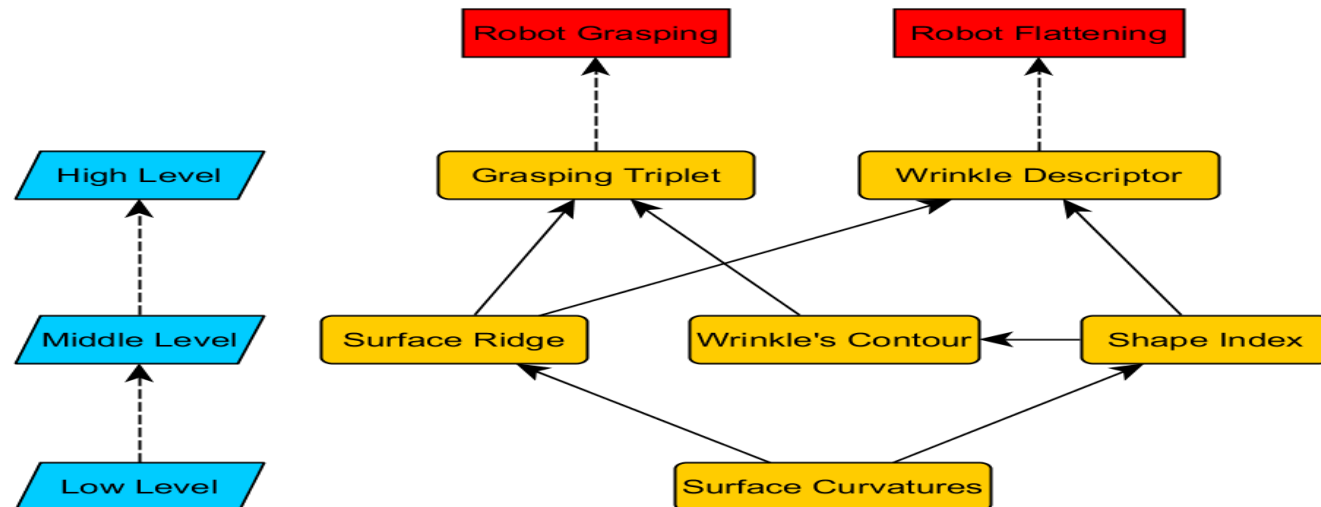 Robot Grasping
Robot Flattening
High Level
Grasping Triplet
Wrinkle Descriptor
Middle Level
Surface Ridge
Wrinkle's Contour
Shape Index
Low Level
Surface Curvatures